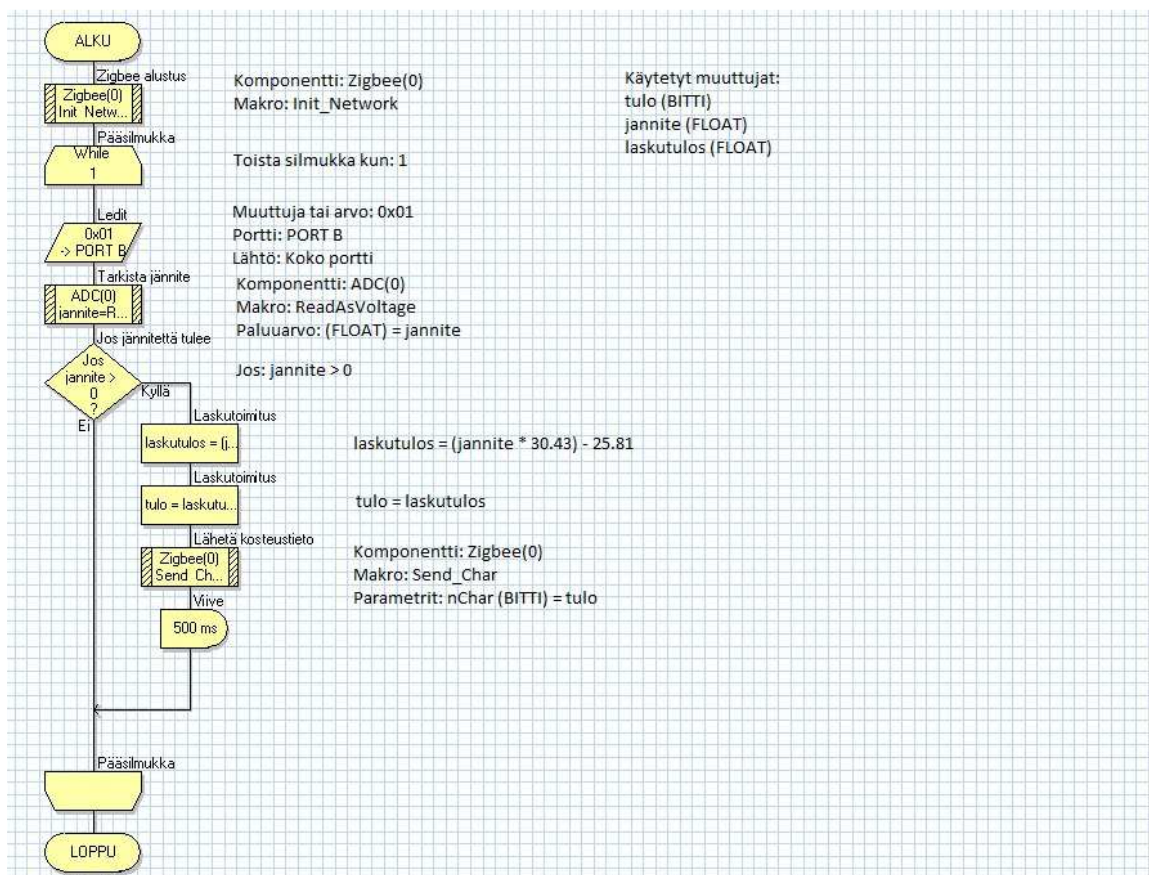 ALKU
Zigbee alustus
Zigbee(0)
Init Netw...
Komponentti: Zigbee(0)
Makro: Init_Network
Käytetyt muuttujat:
tulo (BITTI)
jannite (FLOAT)
laskutulos (FLOAT)
Pääsilmukka
While
1
Toista silmukka kun: 1
Ledit
0x01
-> PORT B
Muuttuja tai arvo: 0x01
Portti: PORT B
Lähtö: Koko portti
Tarkista jännite
ADC(0)
jannite=R...
Komponentti: ADC(0)
Makro: ReadAsVoltage
Paluuarvo: (FLOAT) = jannite
Jos jännitettä tulee
Jos
jannite >
0
?
Jos: jannite > 0
Kyllä
Ei
Laskutoimitus
laskutulos = (j...
laskutulos = (jannite * 30.43) - 25.81
Laskutoimitus
tulo = laskutu...
tulo = laskutulos
Lähetä kosteustieto
Zigbee(0)
Send Ch...
Komponentti: Zigbee(0)
Makro: Send_Char
Parametrit: nChar (BITTI) = tulo
Viive
500 ms
Pääsilmukka
LOPPU